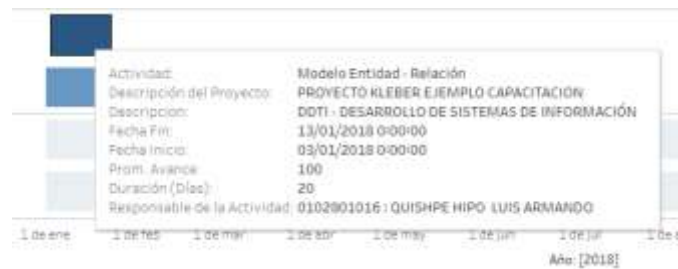 Actividad: Modelo Entidad - Relación
Descripción del Proyecto: PROYECTO KLEBER EJEMPLO CAPACITACION
Descripcion: DDTI - DESARROLLO DE SISTEMAS DE INFORMACIÓN
Fecha Fin: 13/01/2018 0:00:00
Fecha Inicio: 03/01/2018 0:00:00
Prom. Avance: 100
Duración (Días): 20
Responsable de la Actividad: 0102801016 : QUISHPE HIPO LUIS ARMANDO
1 de ene 1 de feb 1 de mar 1 de abr 1 de may 1 de jun 1 de jul 1 de
Año: [2018]